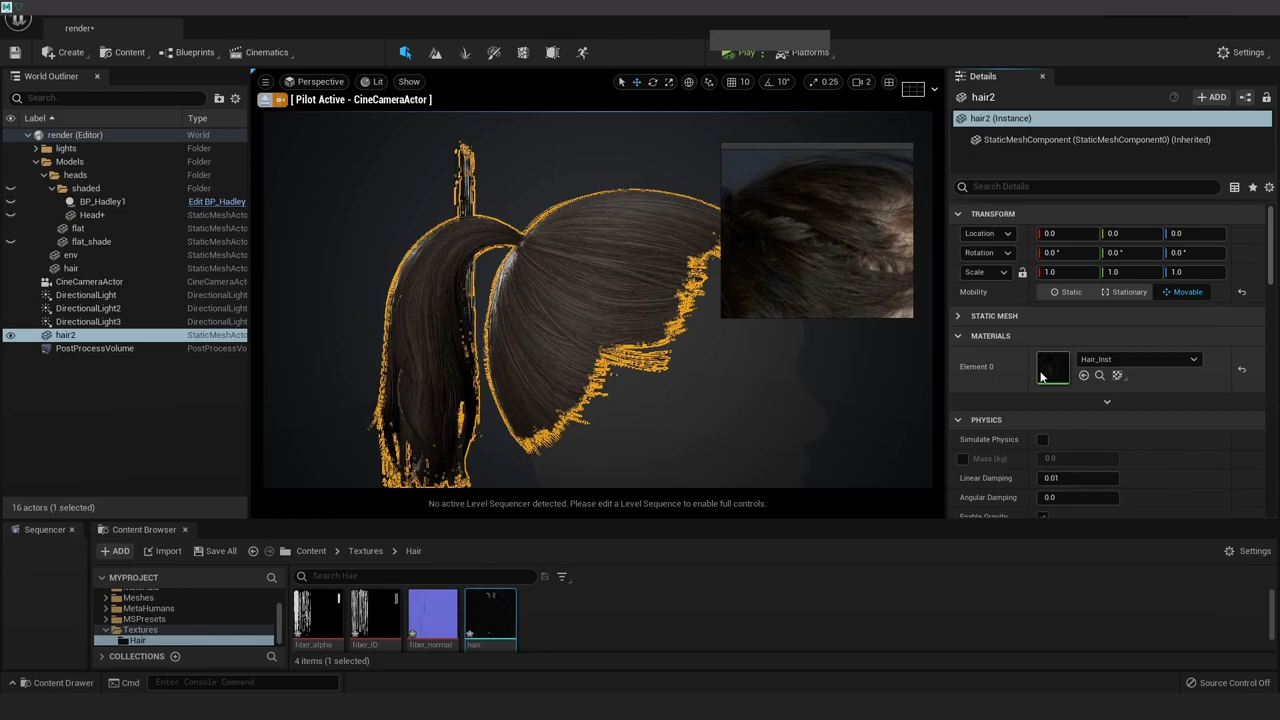 render*
Create
Content
Blueprints
Cinematics
Play
Platforms
Settings
World Outliner
Perspective
Lit
Show
10
10°
0.25
2
Details
Search...
[ Pilot Active - CineCameraActor ]
hair2
ADD
Label
Type
hair2 (Instance)
render (Editor)
World
StaticMeshComponent (StaticMeshComponent0) (Inherited)
lights
Folder
Models
Folder
heads
Folder
shaded
Folder
Search Details
BP_Hadley1
Edit BP_Hadley
Head+
StaticMeshActo
TRANSFORM
flat
StaticMeshActo
Location
0.0
0.0
0.0
flat_shade
StaticMeshActo
Rotation
0.0 °
0.0 °
0.0 °
env
StaticMeshActo
hair
StaticMeshActo
Scale
1.0
1.0
1.0
CineCameraActor
CineCameraActo
Mobility
Static
Stationary
Movable
DirectionalLight
DirectionalLight
DirectionalLight2
DirectionalLight
DirectionalLight3
DirectionalLight
STATIC MESH
hair2
StaticMeshActo
MATERIALS
PostProcessVolume
PostProcessVo
Element 0
Hair_Inst
PHYSICS
Simulate Physics
Mass (kg)
0.0
Linear Damping
0.01
Angular Damping
0.0
16 actors (1 selected)
No active Level Sequencer detected. Please edit a Level Sequence to enable full controls.
Enable Gravity
Sequencer
Content Browser
ADD
Import
Save All
Content
Textures
Hair
Settings
MYPROJECT
Search Hair
Meshes
MetaHumans
MSPresets
Textures
Hair
fiber_alpha
fiber_ID
fiber_normal
hair
COLLECTIONS
4 items (1 selected)
Content Drawer
Cmd
Enter Console Command
Source Control Off